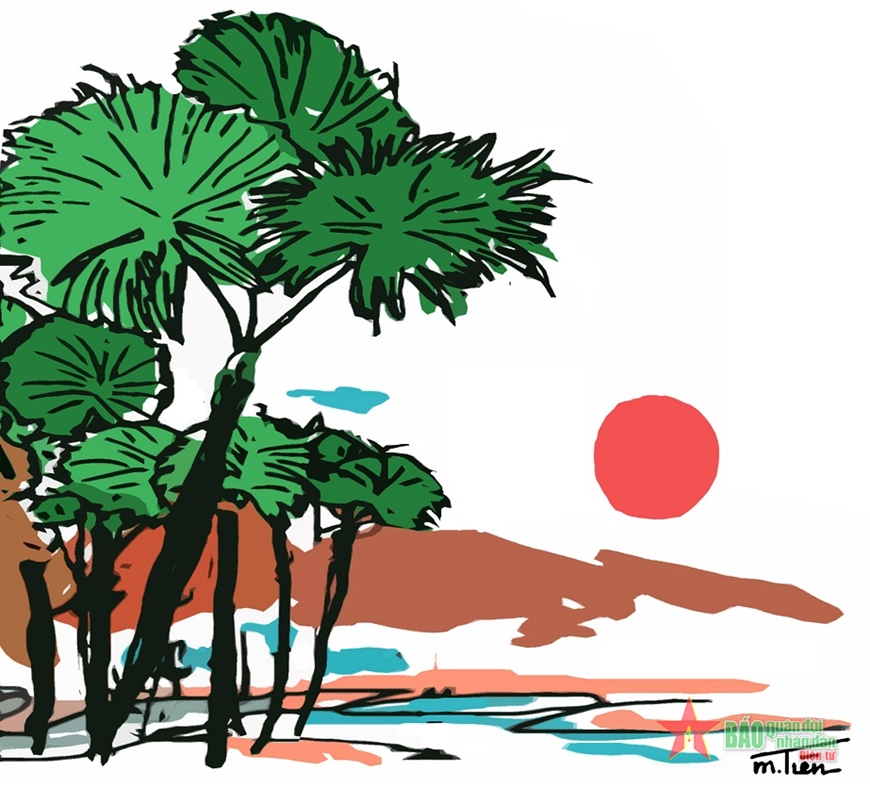 BÁO quân đội
nhân dân
Điện tử
M.Tien